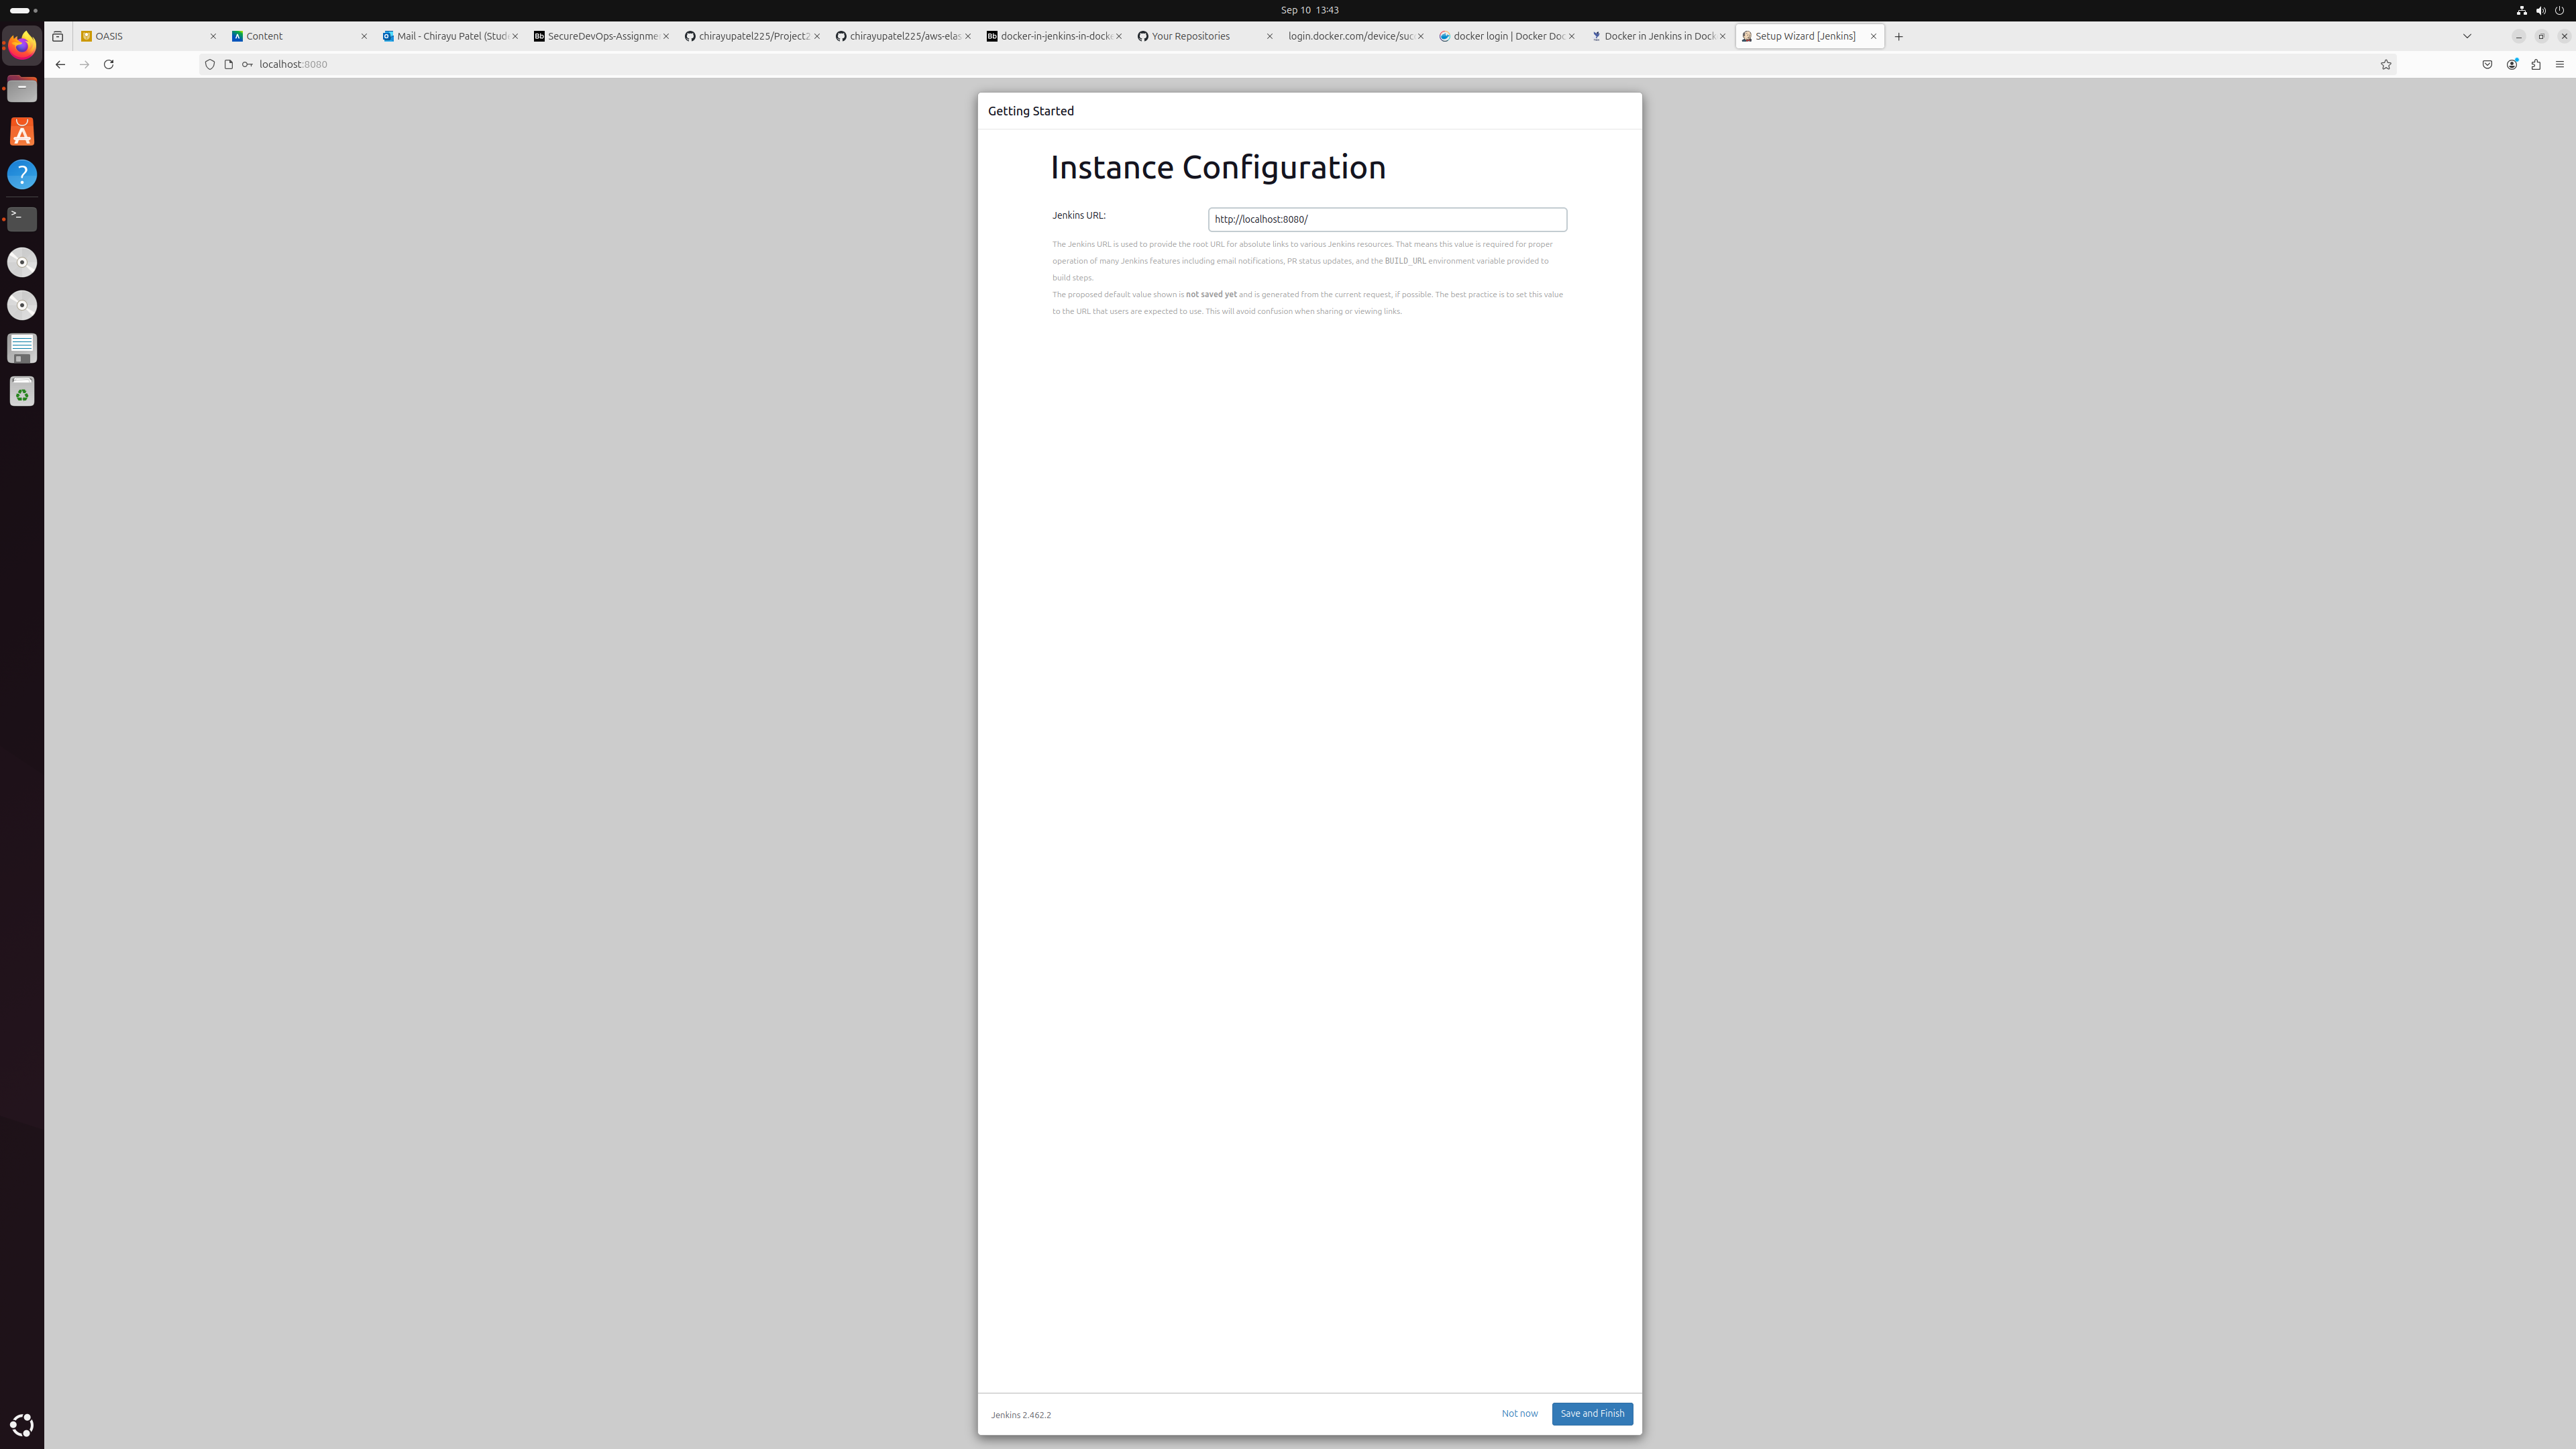 Sep 10 13:43
OASIS
Content
Mail - Chirayu Patel (Stud
SecureDevOps-Assignme
chirayupatel225/Project2
chirayupatel225/aws-elas
docker-in-jenkins-in-docke
Your Repositories
login.docker.com/device/suc
docker login | Docker Doc
Docker in Jenkins in Dock
Setup Wizard [Jenkins]
localhost:8080
Getting Started
Instance Configuration
Jenkins URL:
http://localhost:8080/
The Jenkins URL is used to provide the root URL for absolute links to various Jenkins resources. That means this value is required for proper
operation of many Jenkins features including email notifications, PR status updates, and the BUILD_URL environment variable provided to
build steps.
The proposed default value shown is not saved yet and is generated from the current request, if possible. The best practice is to set this value
to the URL that users are expected to use. This will avoid confusion when sharing or viewing links.
Jenkins 2.462.2
Not now
Save and Finish